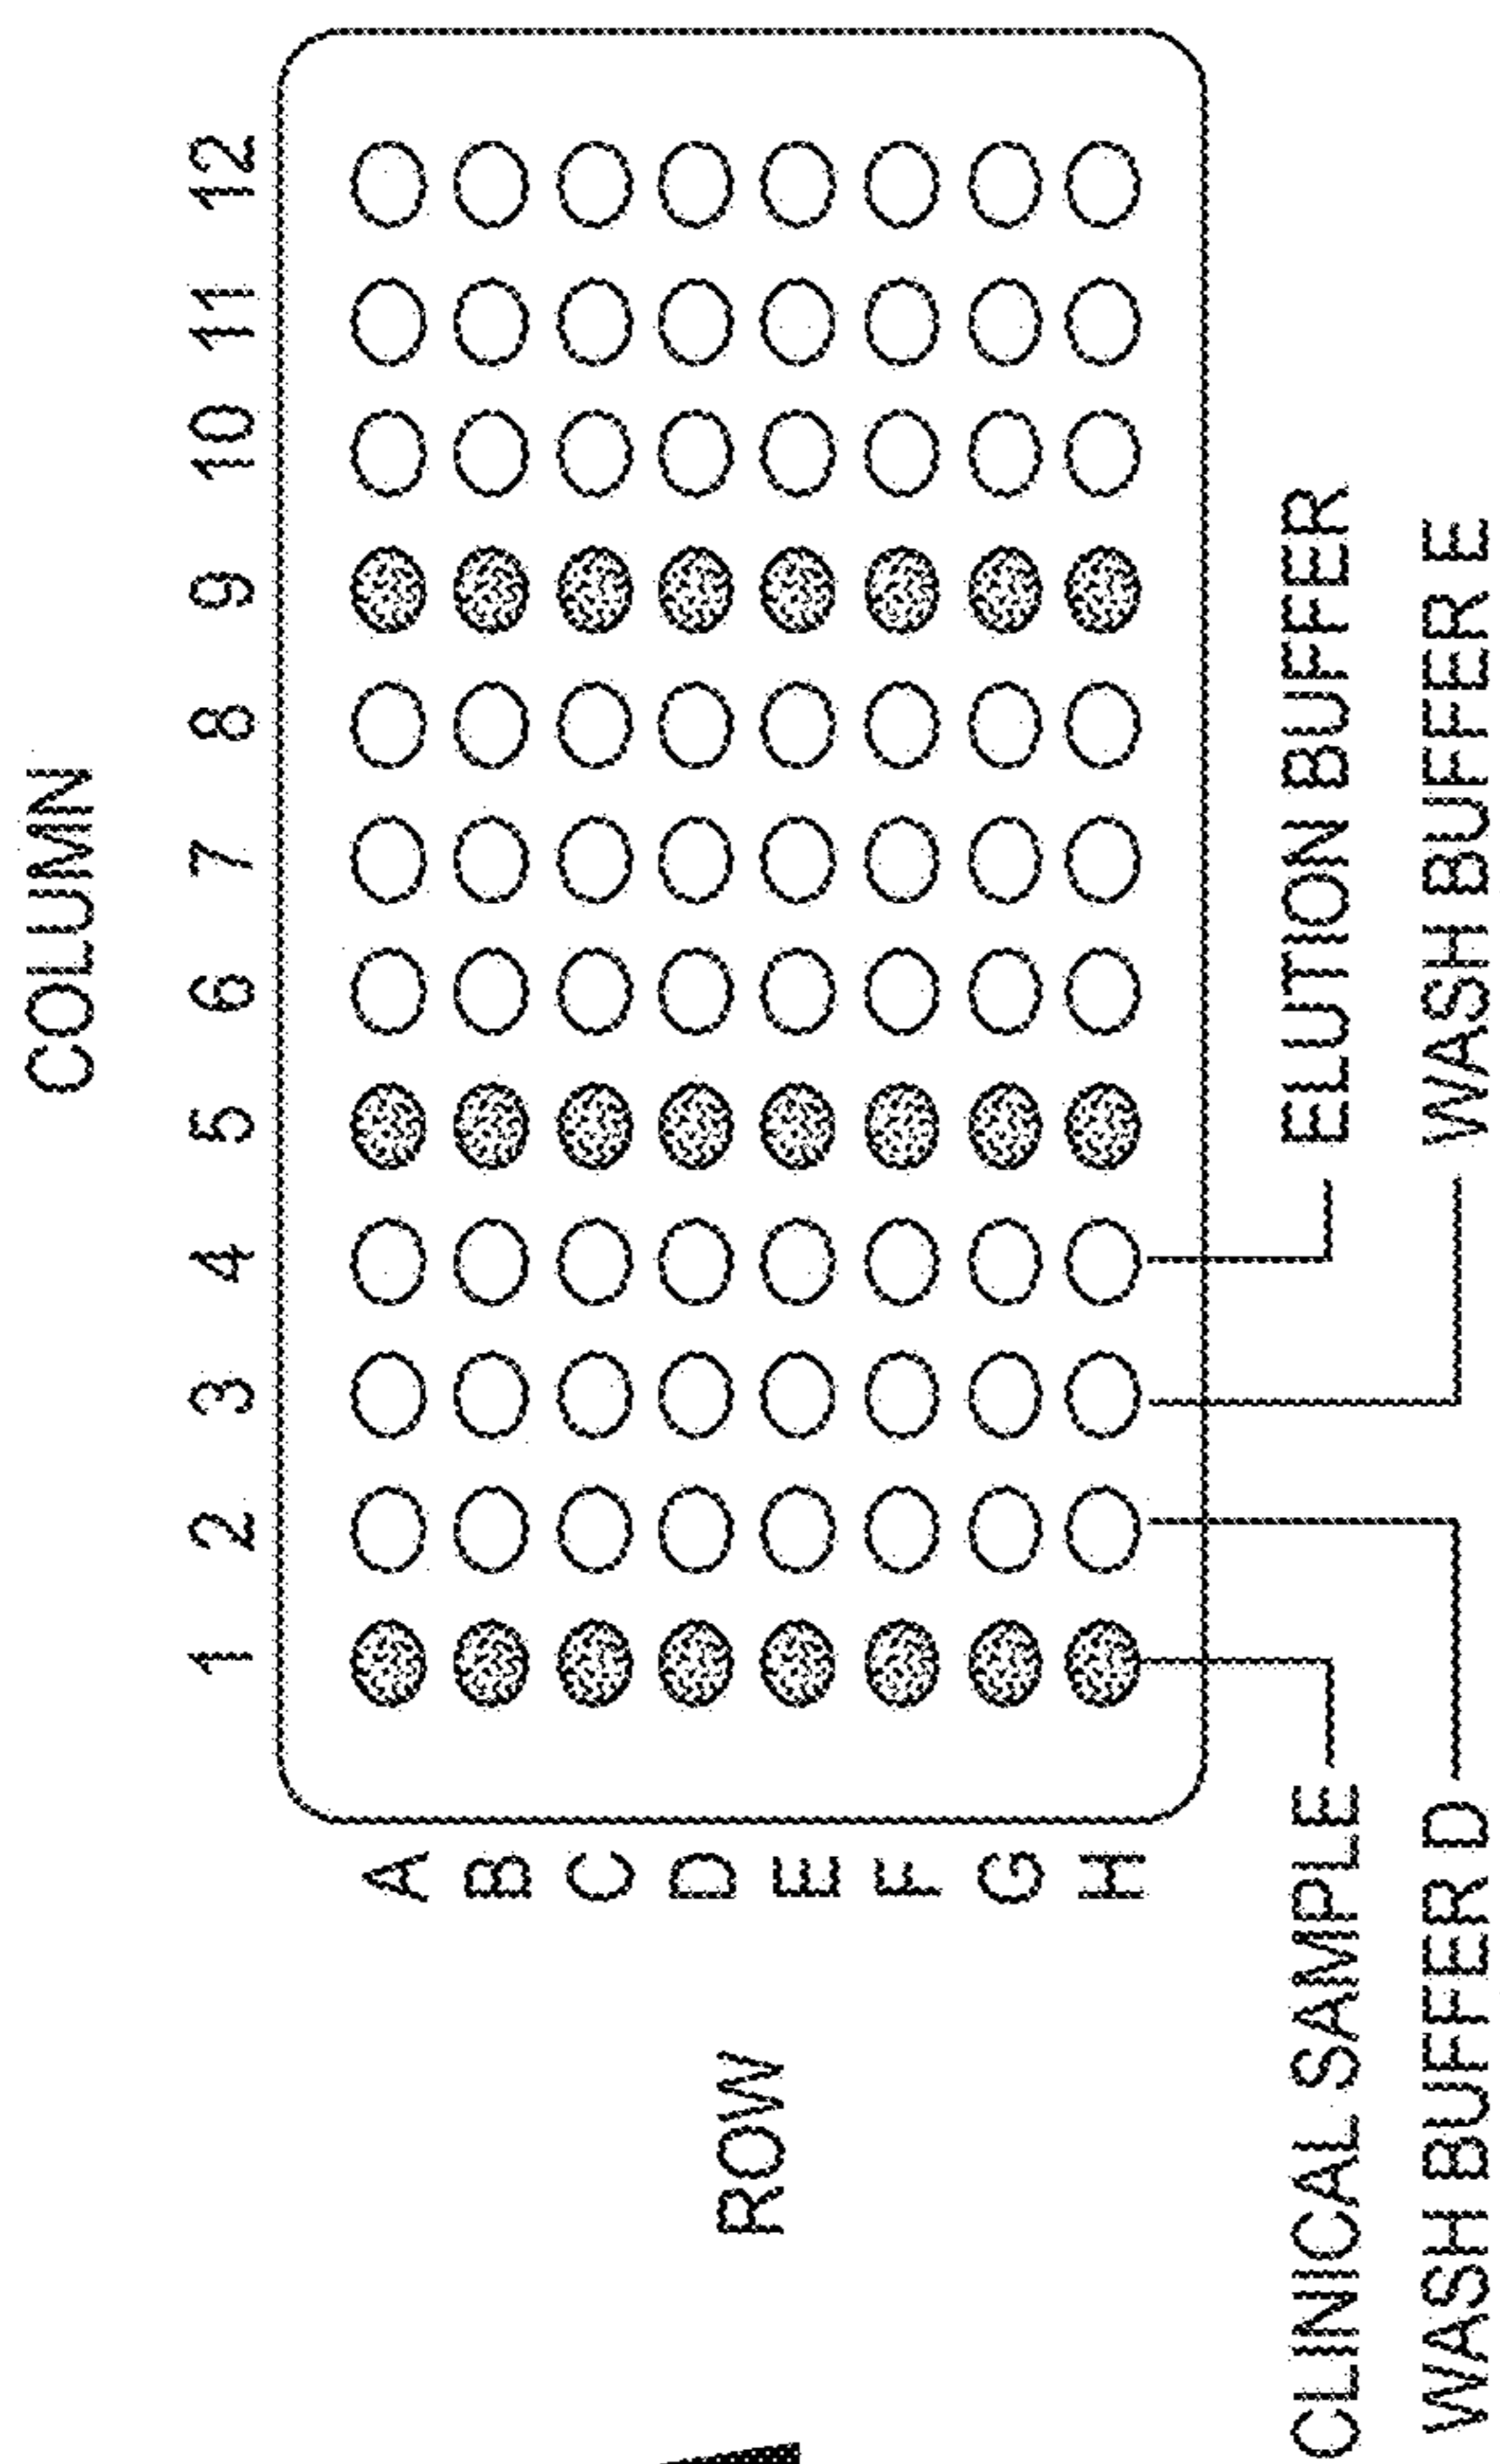 COLUMN
1 2 3 4 5 6 7 8 9 10 11 12
A
B
C
D
E
F
G
H
ROW
CLINICAL SAMPLE
ELUTION BUFFER
WASH BUFFER D
WASH BUFFER E